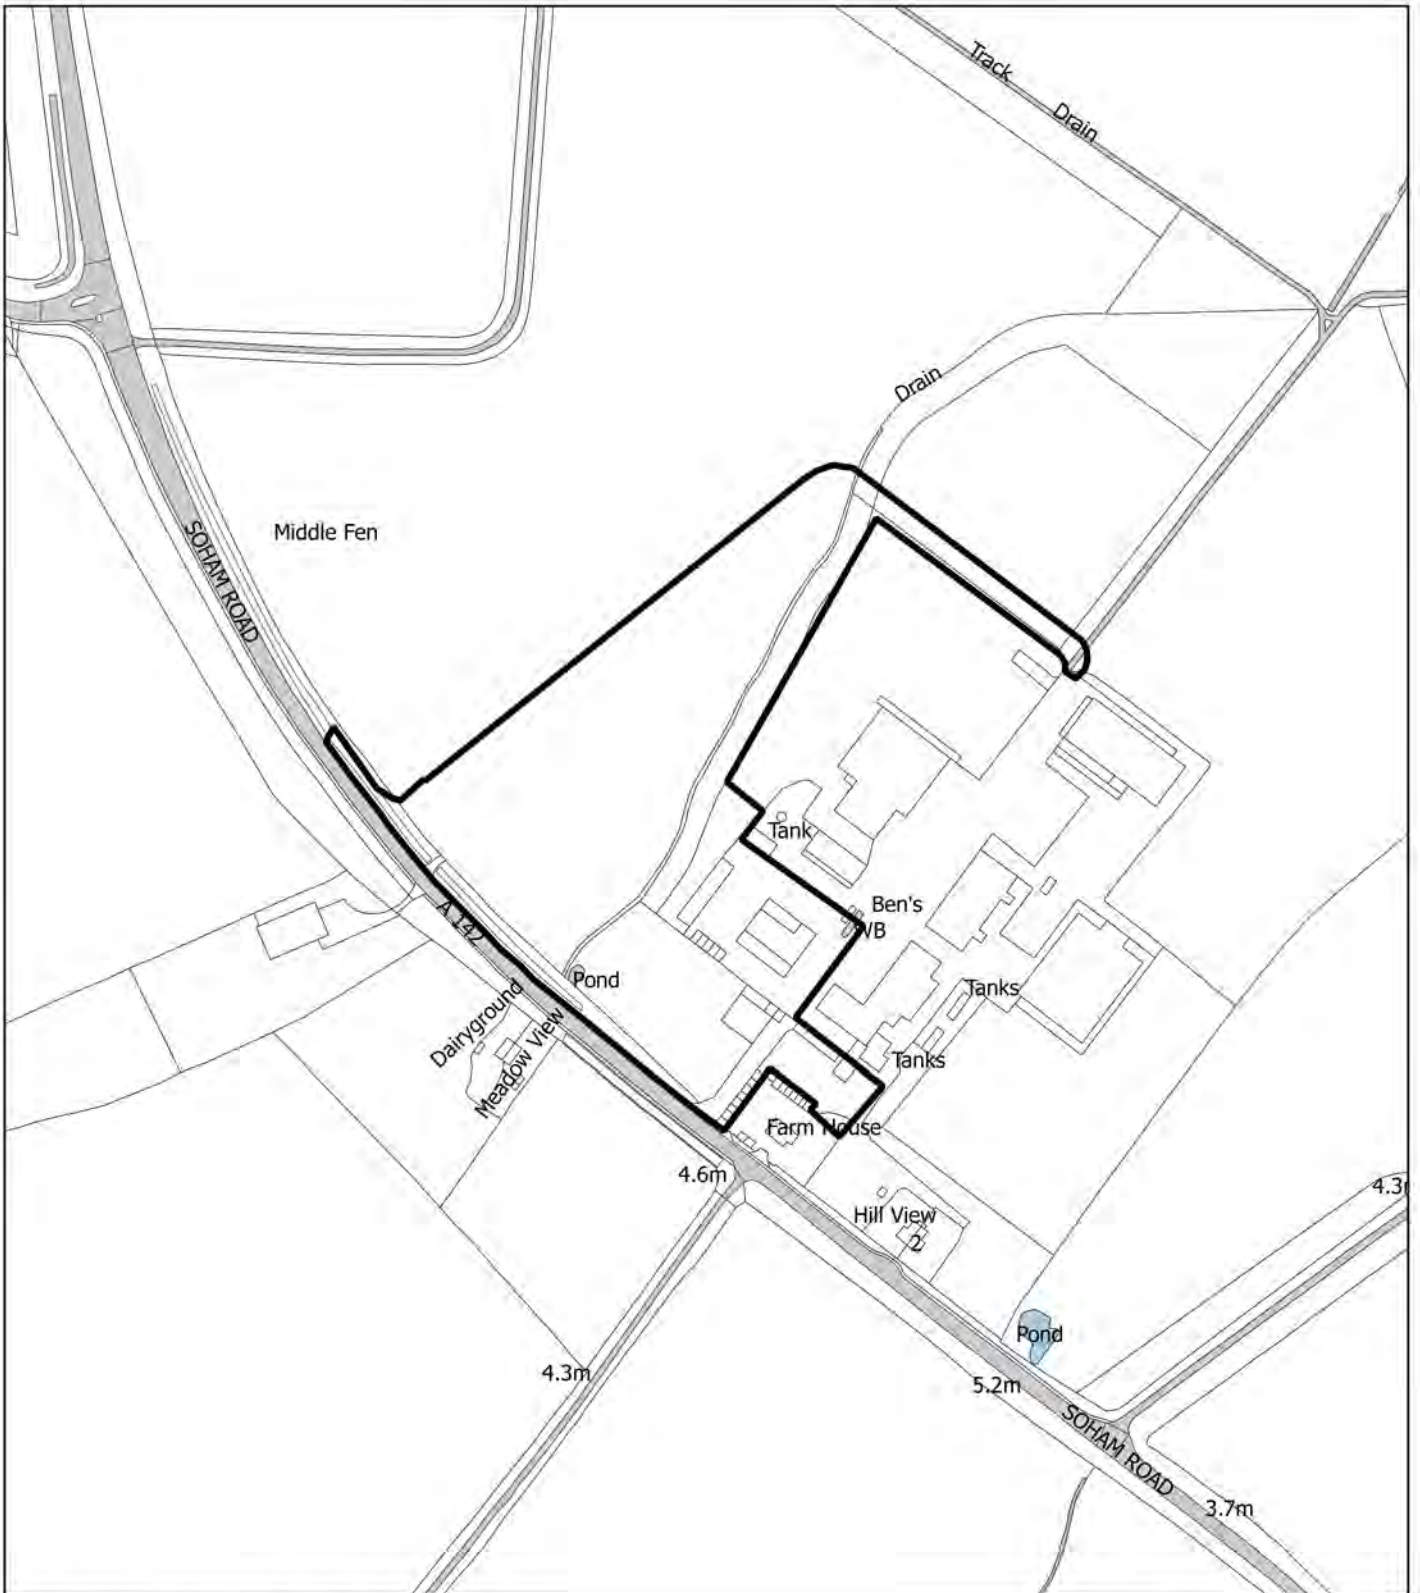 Track
Drain
Drain
Middle Fen
SOHAM ROAD
Tank
Ben's
WB
A 142
Pond
Tanks
Dairyground
Meadow View
Tanks
Farm House
4.6m
4.3
Hill View
2
Pond
4.3m
5.2m
SOHAM ROAD
3.7m